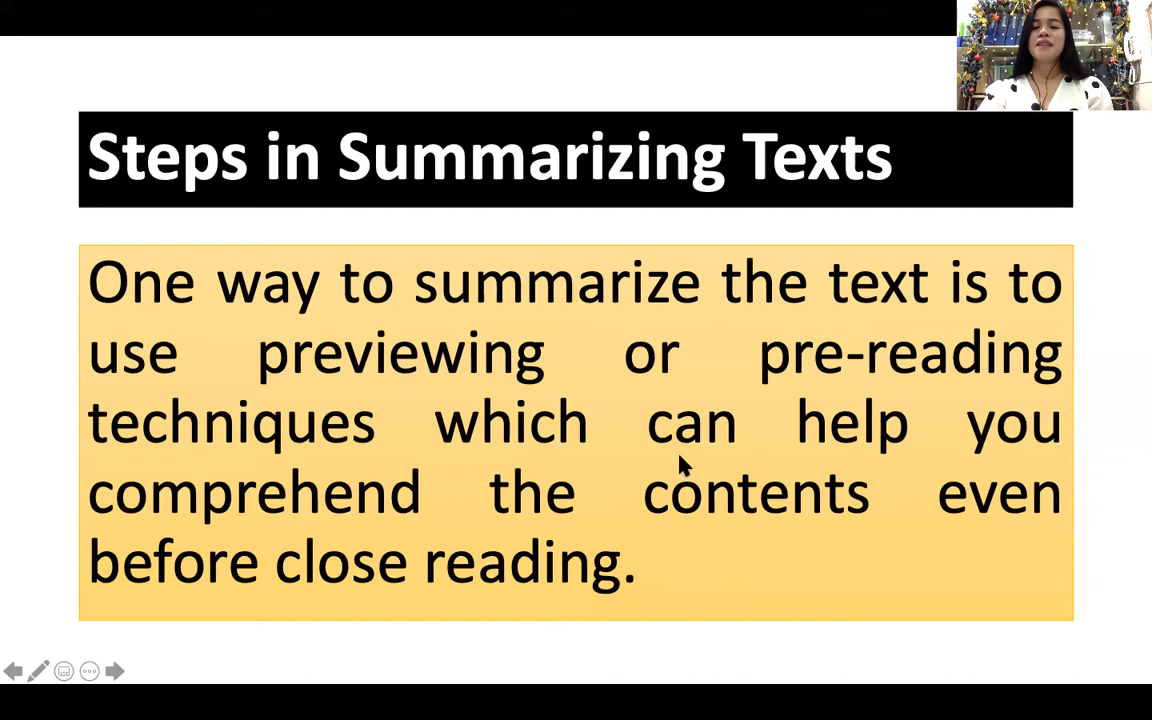 Steps in Summarizing Texts
One way to summarize the text is to
use previewing or pre-reading
techniques which can help you
comprehend the contents even
before close reading.